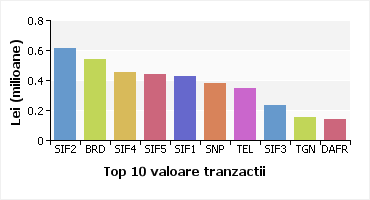 Lei (milioane)
0.8
0.6
0.4
0.2
0
SIF2 BRD SIF4 SIF5 SIF1 SNP TEL SIF3 TGN DAFR
Top 10 valoare tranzactii